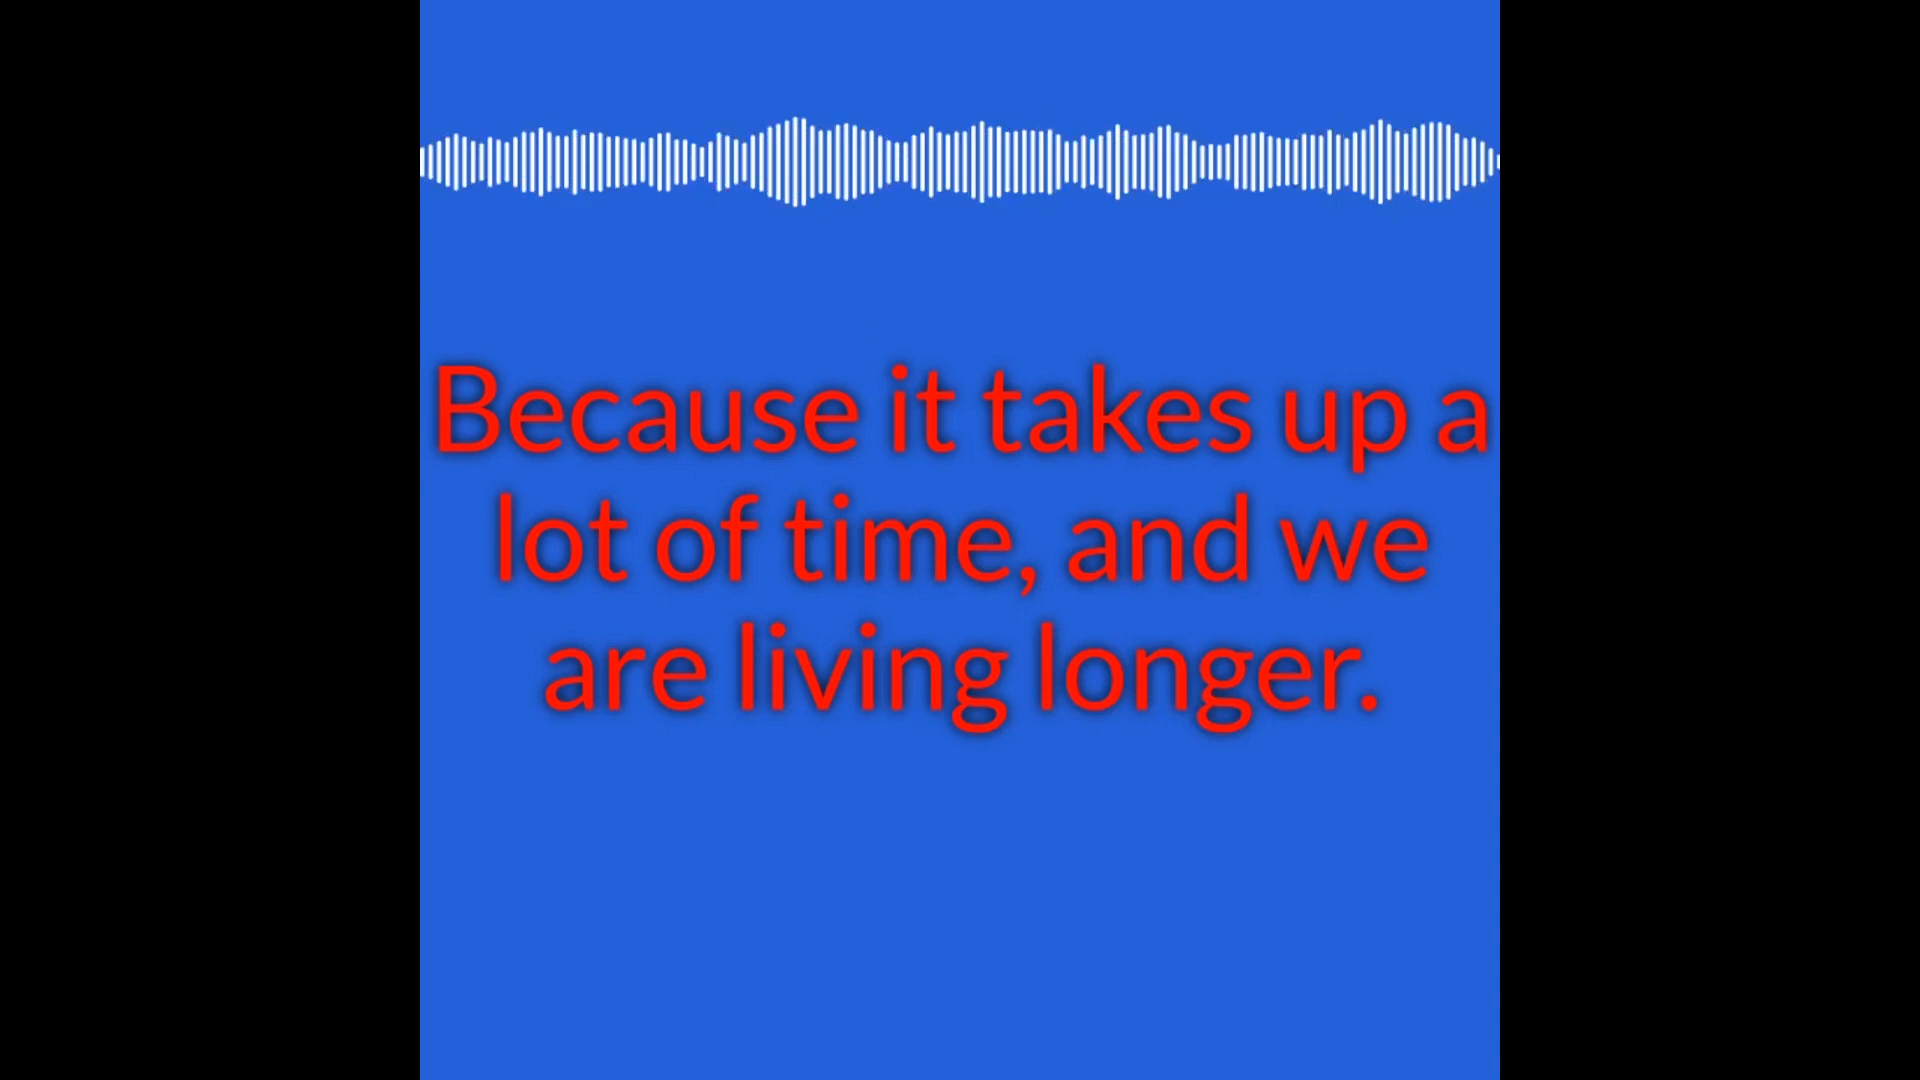 Because it takes up a
lot of time, and we
are living longer.